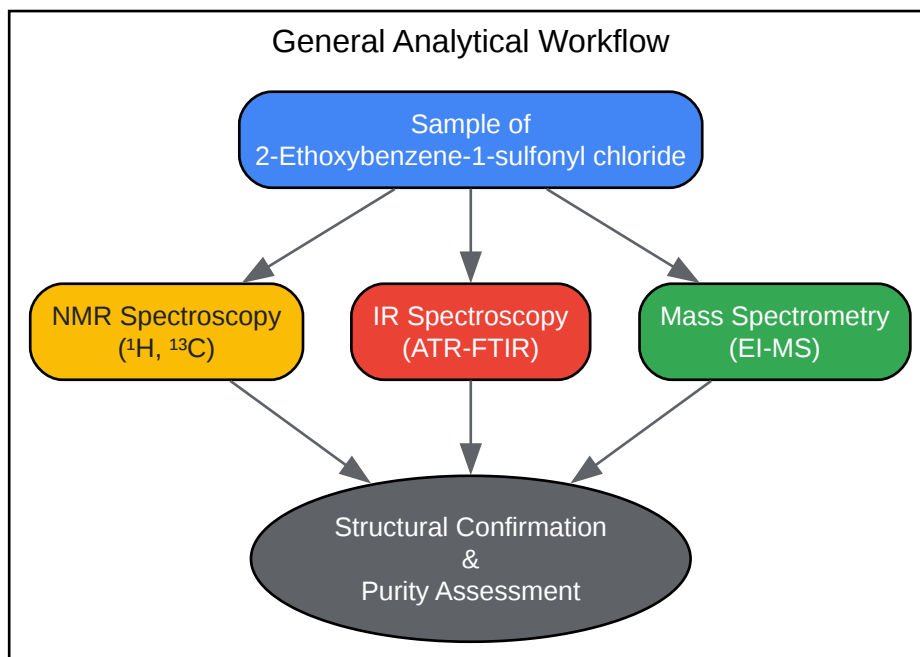 General Analytical Workflow
Sample of
2-Ethoxybenzene-1-sulfonyl chloride
NMR Spectroscopy
(¹H, ¹³C)
IR Spectroscopy
(ATR-FTIR)
Mass Spectrometry
(EI-MS)
Structural Confirmation
&
Purity Assessment